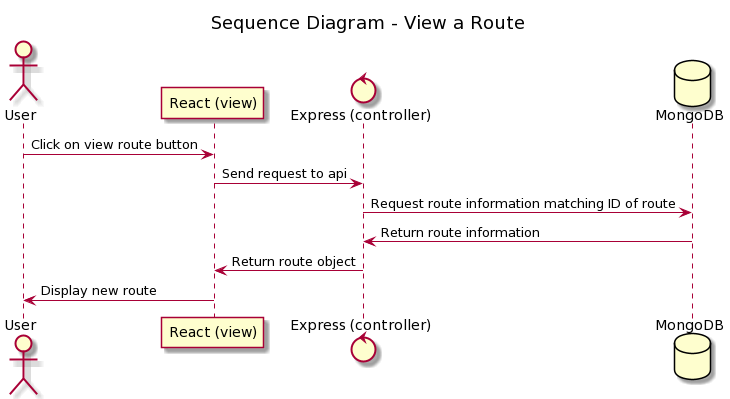 Sequence Diagram - View a Route
User
React (view)
Express (controller)
MongoDB
Click on view route button
Send request to api
Request route information matching ID of route
Return route information
Return route object
Display new route
User
React (view)
Express (controller)
MongoDB